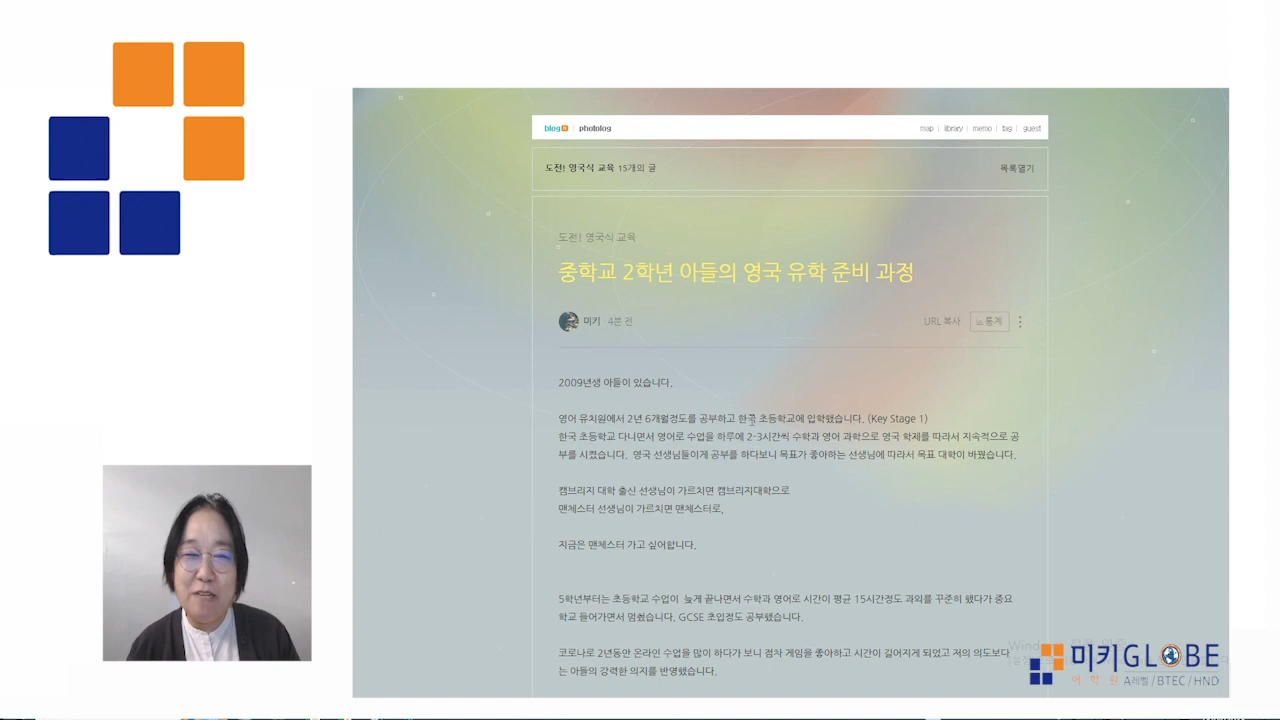 blog | photolog
map | library | memo | tag | guest
도전! 영국식 교육 15개의 글
목록열기
도전! 영국식 교육
중학교 2학년 아들의 영국 유학 준비 과정
미키 4분 전
URL 복사
통계
2009년생 아들이 있습니다.
영어 유치원에서 2년 6개월정도를 공부하고 한국 초등학교에 입학했습니다. (Key Stage 1)
한국 초등학교 다니면서 영어로 수업을 하루에 2-3시간씩 수학과 영어 과학으로 영국 학제를 따라서 지속적으로 공
부를 시켰습니다. 영국 선생님들이게 공부를 하다보니 목표가 좋아하는 선생님에 따라서 목표 대학이 바꼈습니다.
캠브리지 대학 출신 선생님이 가르치면 캠브리지대학으로
맨체스터 선생님이 가르치면 맨체스터로,
지금은 맨체스터 가고 싶어합니다.
5학년부터는 초등학교 수업이 늦게 끝나면서 수학과 영어로 시간이 평균 15시간정도 과외를 꾸준히 했다가 중요
학교 들어가면서 멈췄습니다. GCSE 초입정도 공부했습니다.
코로나로 2년동안 온라인 수업을 많이 하다가 보니 점차 게임을 좋아하고 시간이 길어지게 되었고 저의 의도보다
는 아들의 강력한 의지를 반영했습니다.
미키GLOBE
어학원 A레벨/BTEC/HND